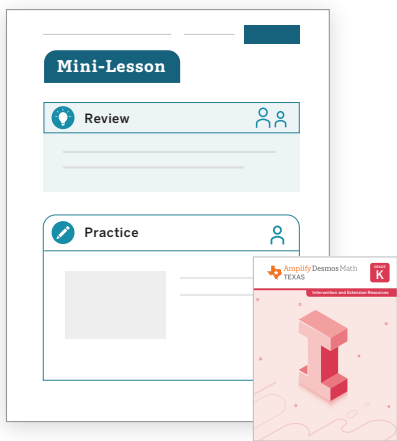 Mini-Lesson
Review
Practice
Amplify Desmos Math
TEXAS
GRADE
K
Intervention and Extension Resources